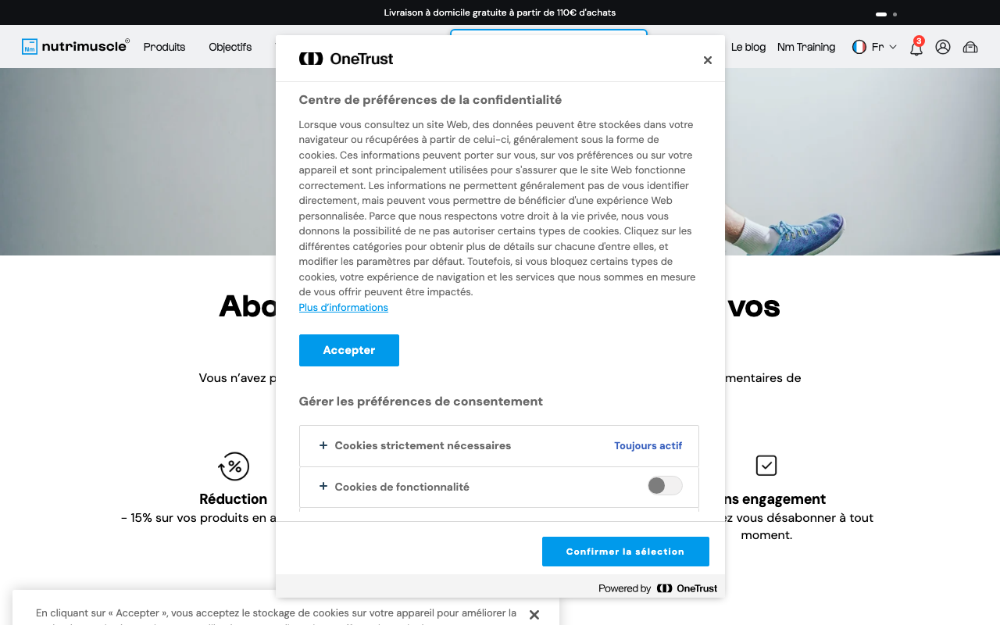 Livraison à domicile gratuite à partir de 110€ d'achats
Nm nutrimuscle®
Produits
Objectifs
Le blog
Nm Training
Fr
3
OneTrust
Centre de préférences de la confidentialité
Lorsque vous consultez un site Web, des données peuvent être stockées dans votre
navigateur ou récupérées à partir de celui-ci, généralement sous la forme de
cookies. Ces informations peuvent porter sur vous, sur vos préférences ou sur votre
appareil et sont principalement utilisées pour s'assurer que le site Web fonctionne
correctement. Les informations ne permettent généralement pas de vous identifier
directement, mais peuvent vous permettre de bénéficier d'une expérience Web
personnalisée. Parce que nous respectons votre droit à la vie privée, nous vous
donnons la possibilité de ne pas autoriser certains types de cookies. Cliquez sur les
différentes catégories pour obtenir plus de détails sur chacune d'entre elles, et
modifier les paramètres par défaut. Toutefois, si vous bloquez certains types de
cookies, votre expérience de navigation et les services que nous sommes en mesure
de vous offrir peuvent être impactés.
Plus d'informations
Accepter
Gérer les préférences de consentement
Cookies strictement nécessaires
Toujours actif
Cookies de fonctionnalité
Confirmer la sélection
Powered by OneTrust
Abo
vos
Vous n'avez p
mentaires de
Réduction
- 15% sur vos produits en a
ns engagement
ez vous désabonner à tout
moment.
En cliquant sur « Accepter », vous acceptez le stockage de cookies sur votre appareil pour améliorer la